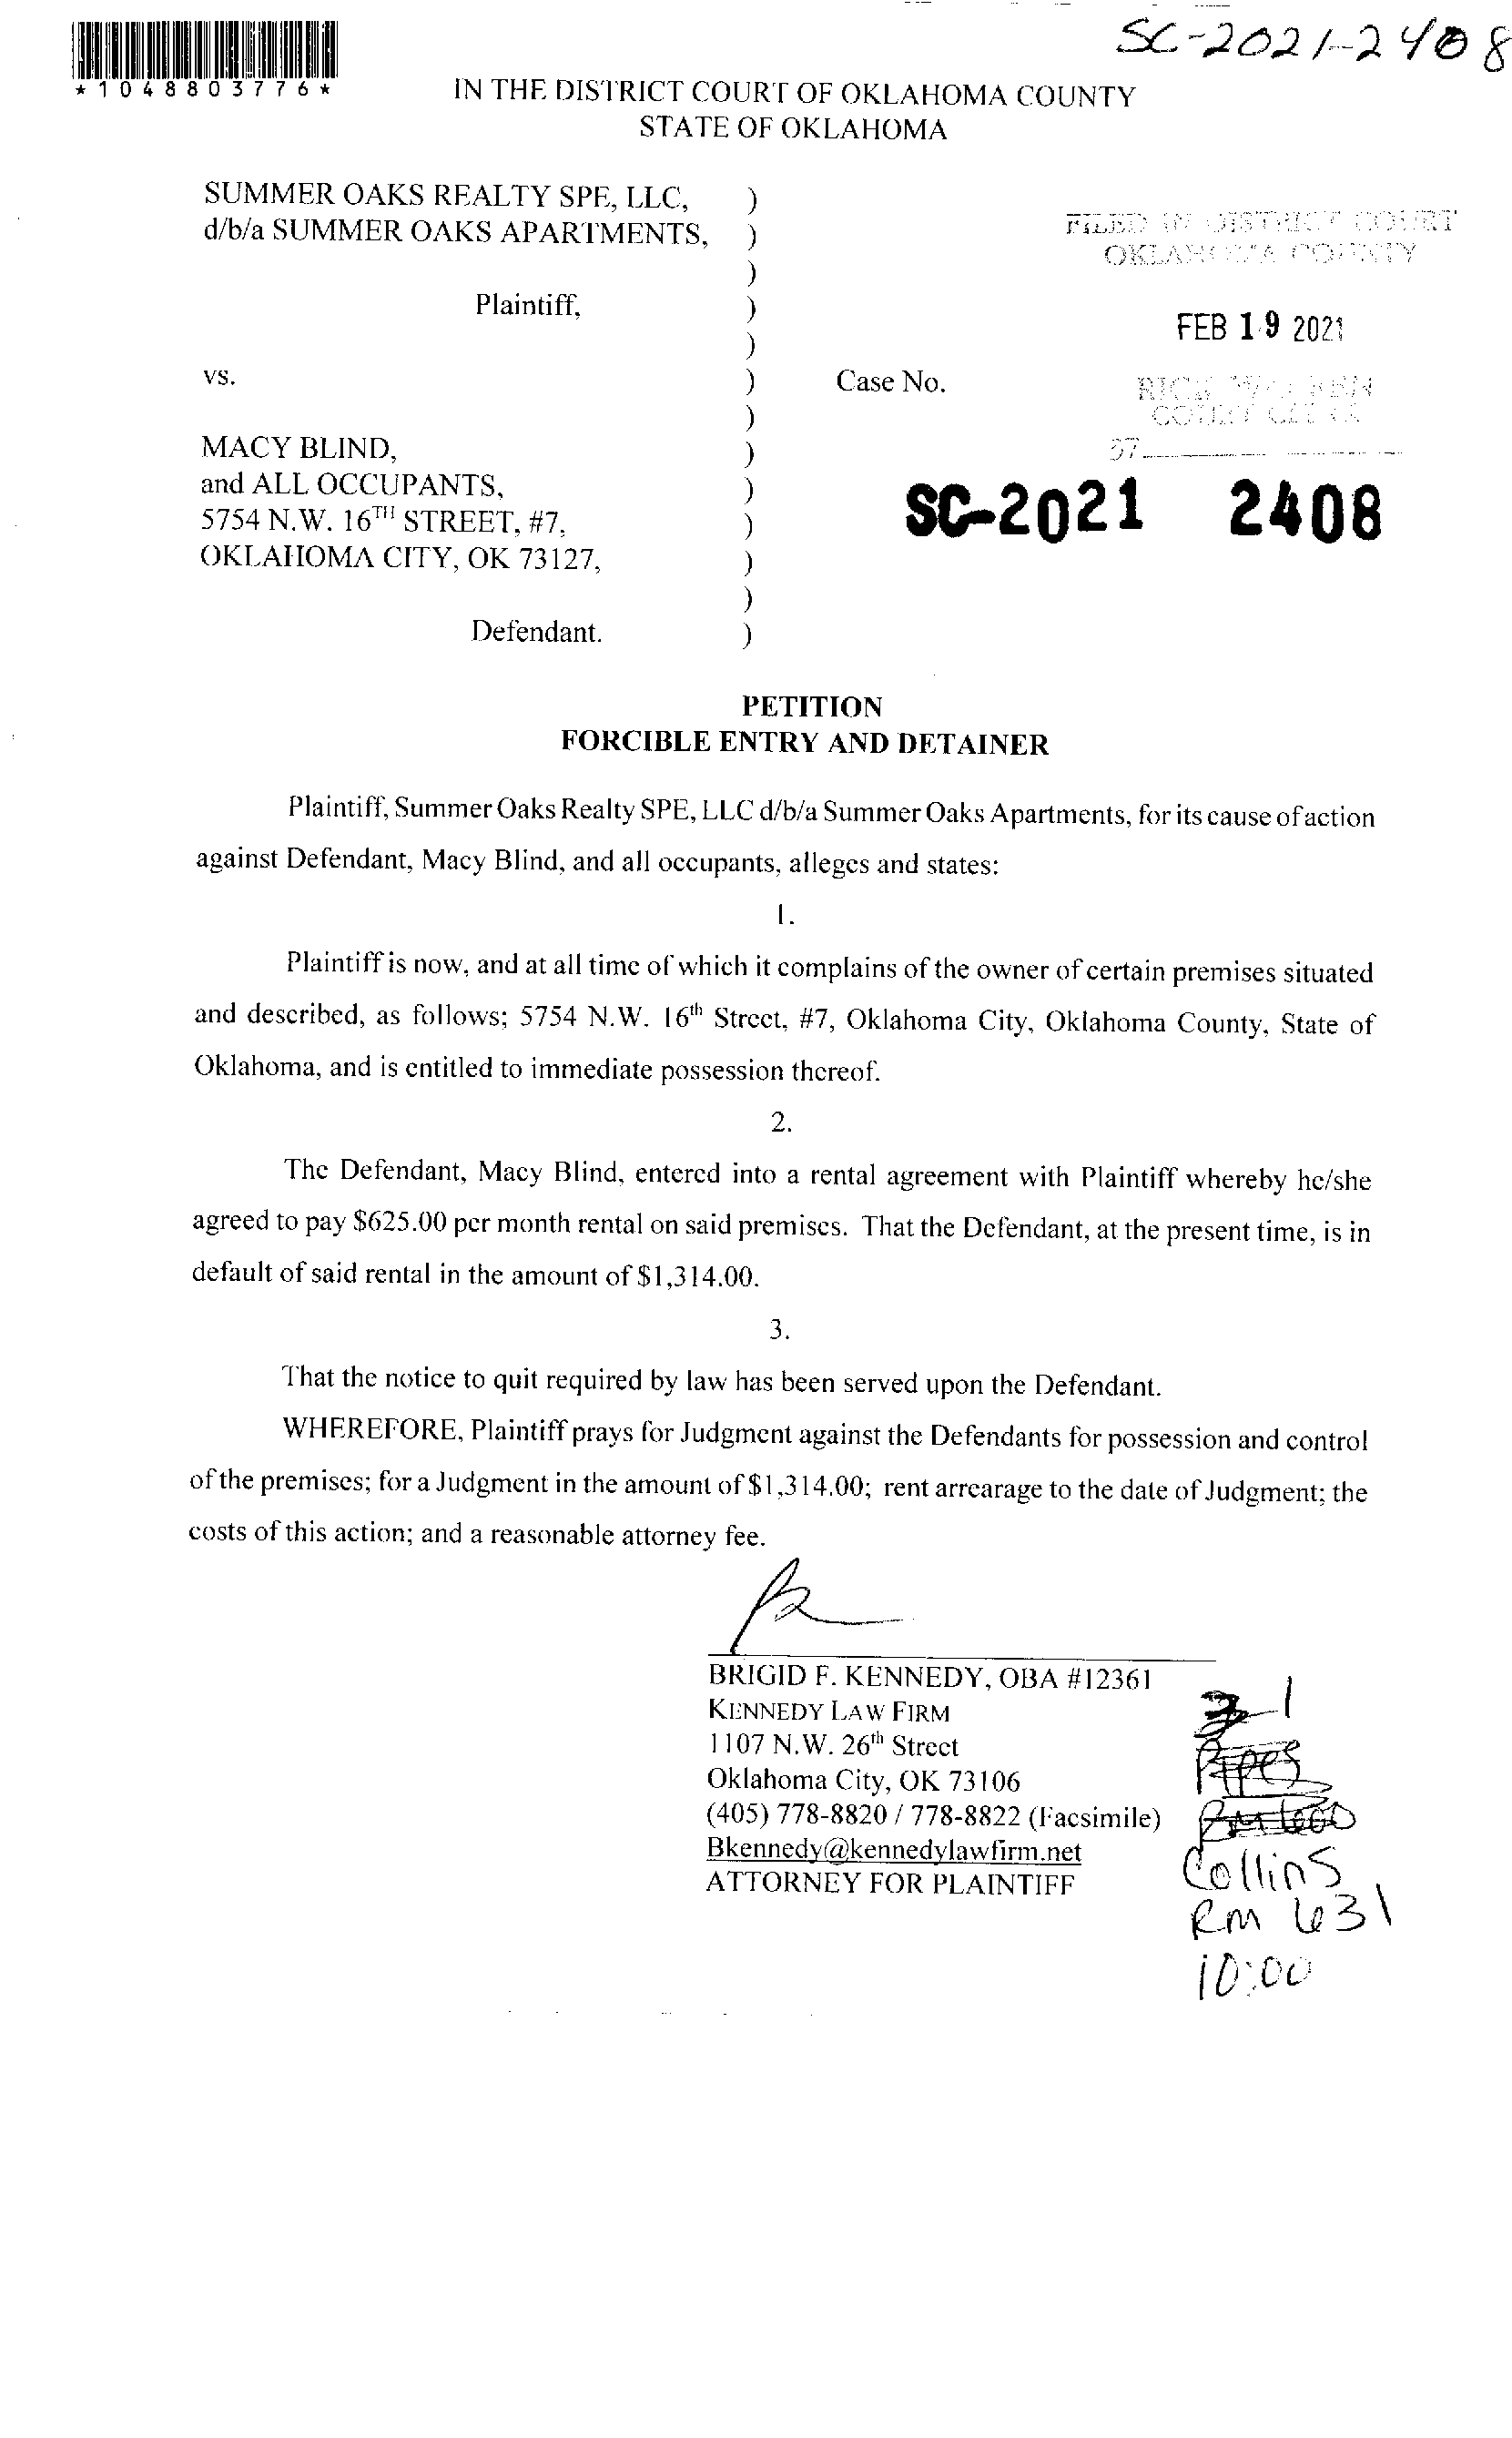 SC-2021-2408
*1048803776*
IN THE DISTRICT COURT OF OKLAHOMA COUNTY
STATE OF OKLAHOMA
SUMMER OAKS REALTY SPE, LLC, )
d/b/a SUMMER OAKS APARTMENTS, )
)
Plaintiff, )
)
vs. ) Case No.
)
MACY BLIND, )
and ALL OCCUPANTS, )
5754 N.W. 16TH STREET, #7, )
OKLAHOMA CITY, OK 73127, )
)
Defendant. )
FILED IN DISTRICT COURT
OKLAHOMA COUNTY
FEB 19 2021
RICK WARREN
COURT CLERK
37
SC-2021 2408
PETITION
FORCIBLE ENTRY AND DETAINER
Plaintiff, Summer Oaks Realty SPE, LLC d/b/a Summer Oaks Apartments, for its cause of action
against Defendant, Macy Blind, and all occupants, alleges and states:
1.
Plaintiff is now, and at all time of which it complains of the owner of certain premises situated
and described, as follows; 5754 N.W. 16th Street, #7, Oklahoma City, Oklahoma County, State of
Oklahoma, and is entitled to immediate possession thereof.
2.
The Defendant, Macy Blind, entered into a rental agreement with Plaintiff whereby he/she
agreed to pay $625.00 per month rental on said premises. That the Defendant, at the present time, is in
default of said rental in the amount of $1,314.00.
3.
That the notice to quit required by law has been served upon the Defendant.
WHEREFORE, Plaintiff prays for Judgment against the Defendants for possession and control
of the premises; for a Judgment in the amount of $1,314.00; rent arrearage to the date of Judgment; the
costs of this action; and a reasonable attorney fee.
BRIGID F. KENNEDY, OBA #12361
KENNEDY LAW FIRM
1107 N.W. 26th Street
Oklahoma City, OK 73106
(405) 778-8820 / 778-8822 (Facsimile)
Bkennedy@kennedylawfirm.net
ATTORNEY FOR PLAINTIFF
Collins
Rm 631
10:00